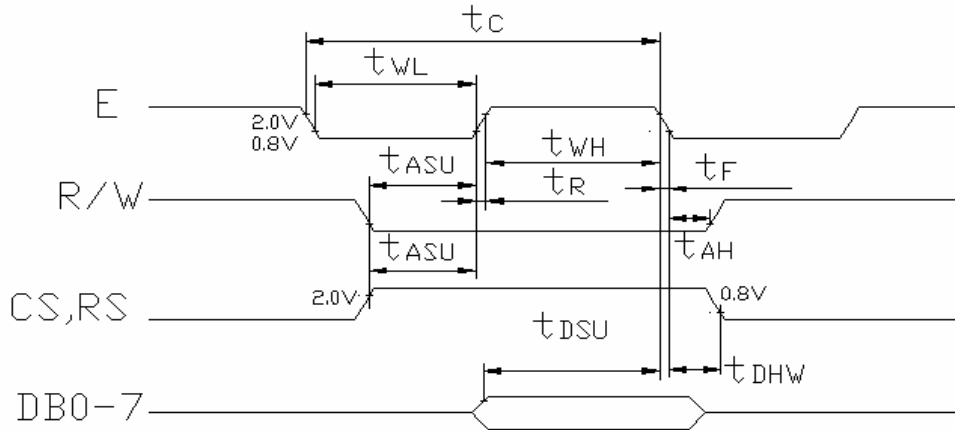 tC
tWL
E
2.0V
0.8V
tWH
tASU
tF
tR
R/W
tASU
tAH
2.0V
0.8V
CS,RS
tDSU
tDHW
DB0-7